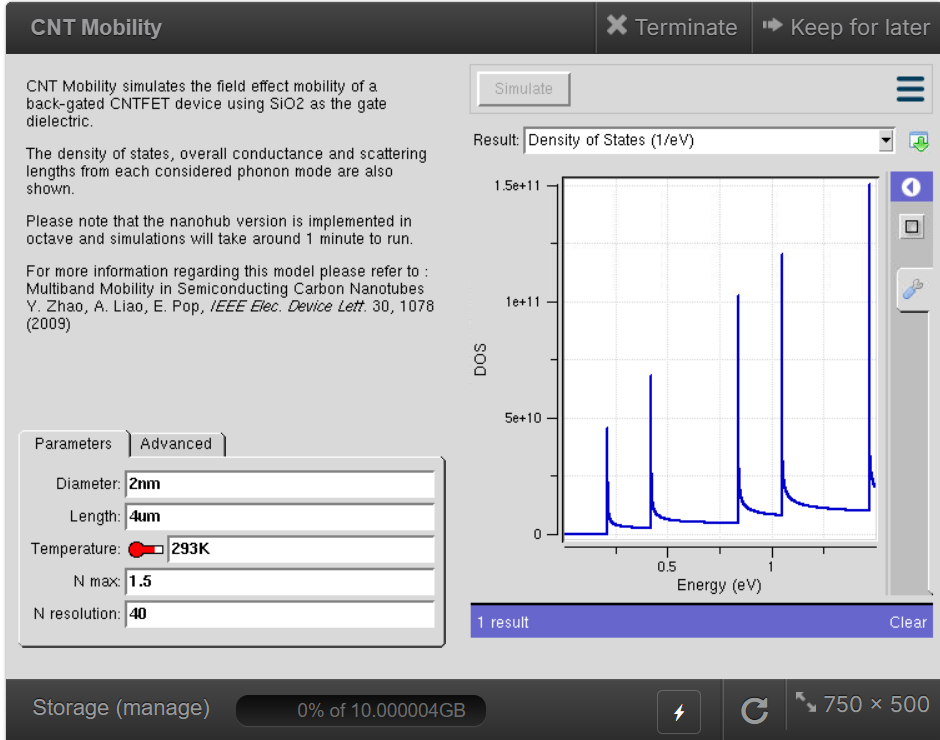 CNT Mobility
Terminate
Keep for later
CNT Mobility simulates the field effect mobility of a
back-gated CNTFET device using SiO2 as the gate
dielectric.
The density of states, overall conductance and scattering
lengths from each considered phonon mode are also
shown.
Please note that the nanohub version is implemented in
octave and simulations will take around 1 minute to run.
For more information regarding this model please refer to :
Multiband Mobility in Semiconducting Carbon Nanotubes
Y. Zhao, A. Liao, E. Pop, IEEE Elec. Device Lett. 30, 1078
(2009)
Parameters
Advanced
Diameter: 2nm
Length: 4um
Temperature: 293K
N max: 1.5
N resolution: 40
Simulate
Result: Density of States (1/eV)
1.5e+11
1e+11
5e+10
0
DOS
0.5
1
Energy (eV)
1 result
Clear
Storage (manage)
0% of 10.000004GB
750 × 500